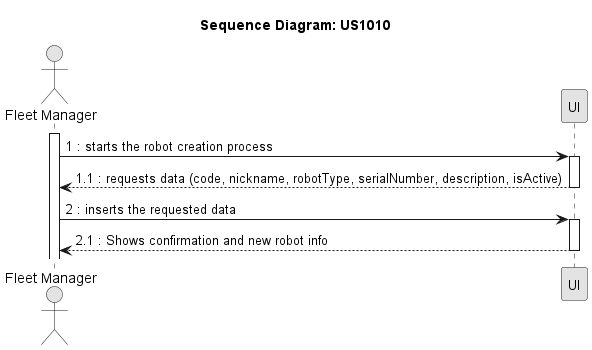 Sequence Diagram: US1010
Fleet Manager
UI
1 : starts the robot creation process
1.1 : requests data (code, nickname, robotType, serialNumber, description, isActive)
2 : inserts the requested data
2.1 : Shows confirmation and new robot info
Fleet Manager
UI